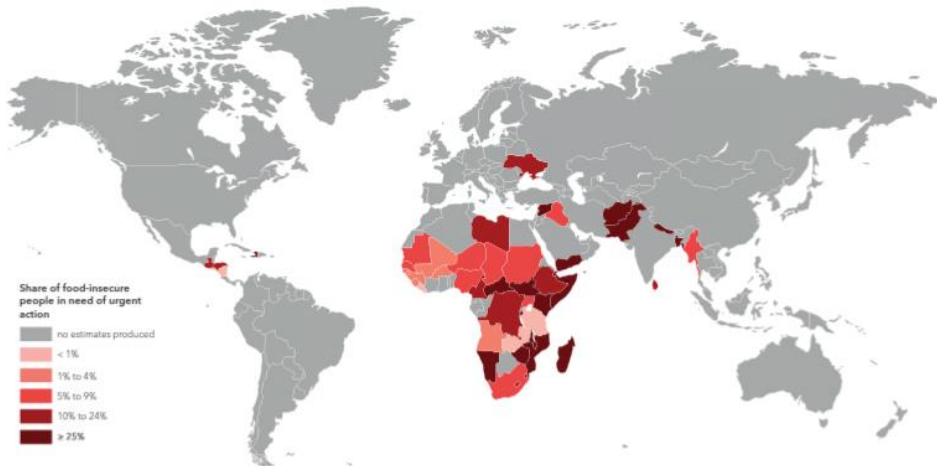 Share of food-insecure
people in need of urgent
action
no estimates produced
< 1%
1% to 4%
5% to 9%
10% to 24%
≥ 25%